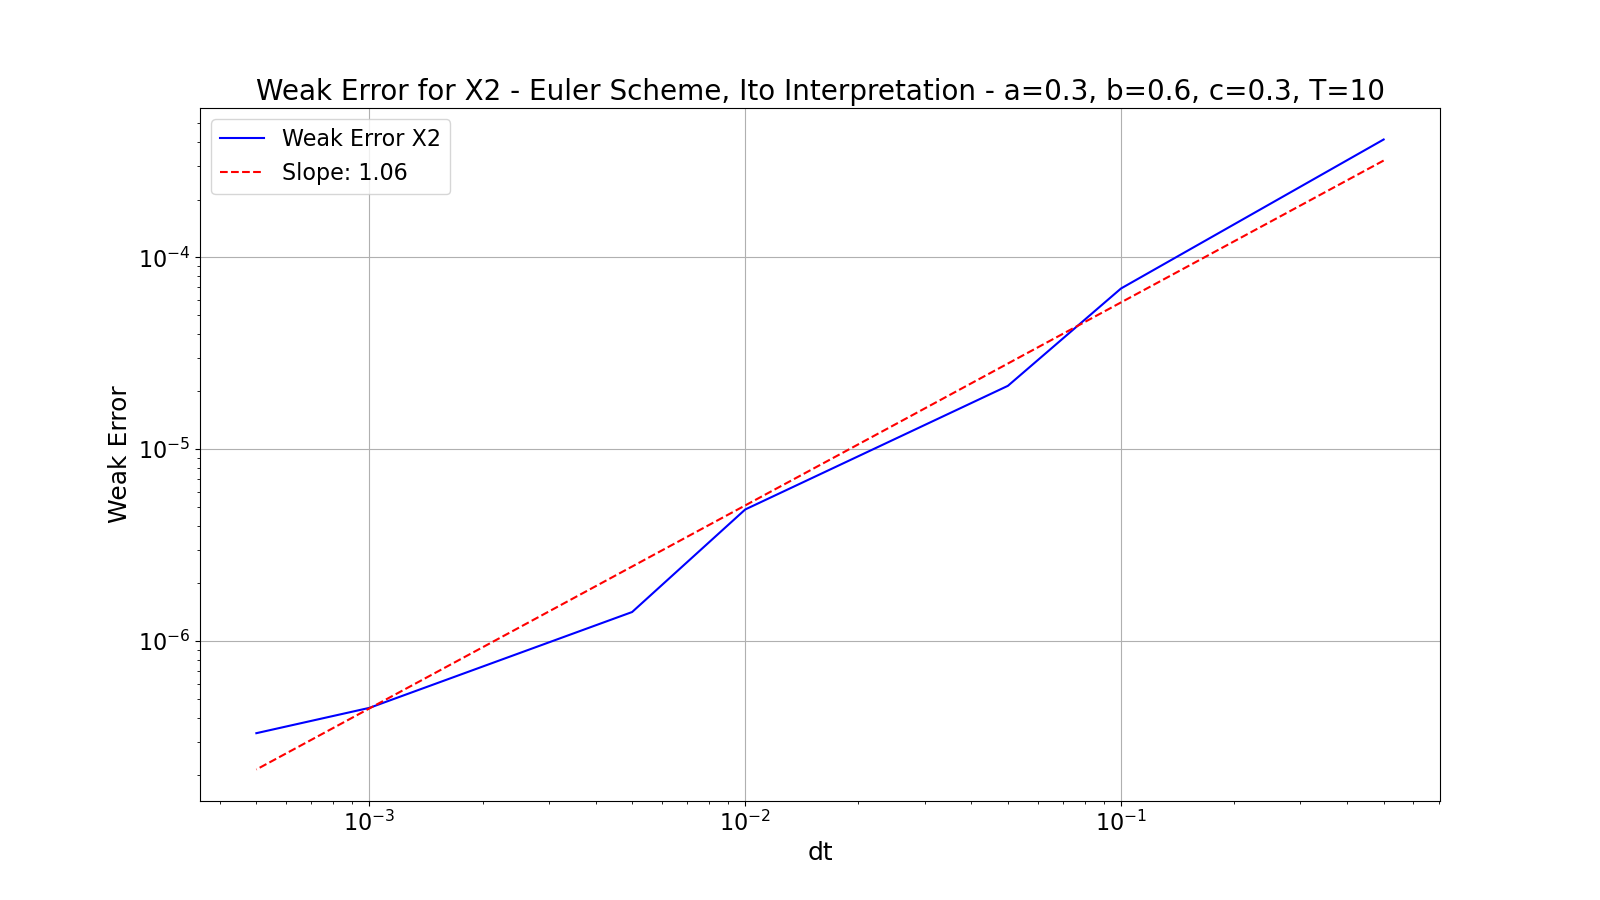 Weak Error for X2 - Euler Scheme, Ito Interpretation - a=0.3, b=0.6, c=0.3, T=10
Weak Error X2
Slope: 1.06
10⁻⁴
10⁻⁵
10⁻⁶
Weak Error
10⁻³ 10⁻² 10⁻¹
dt